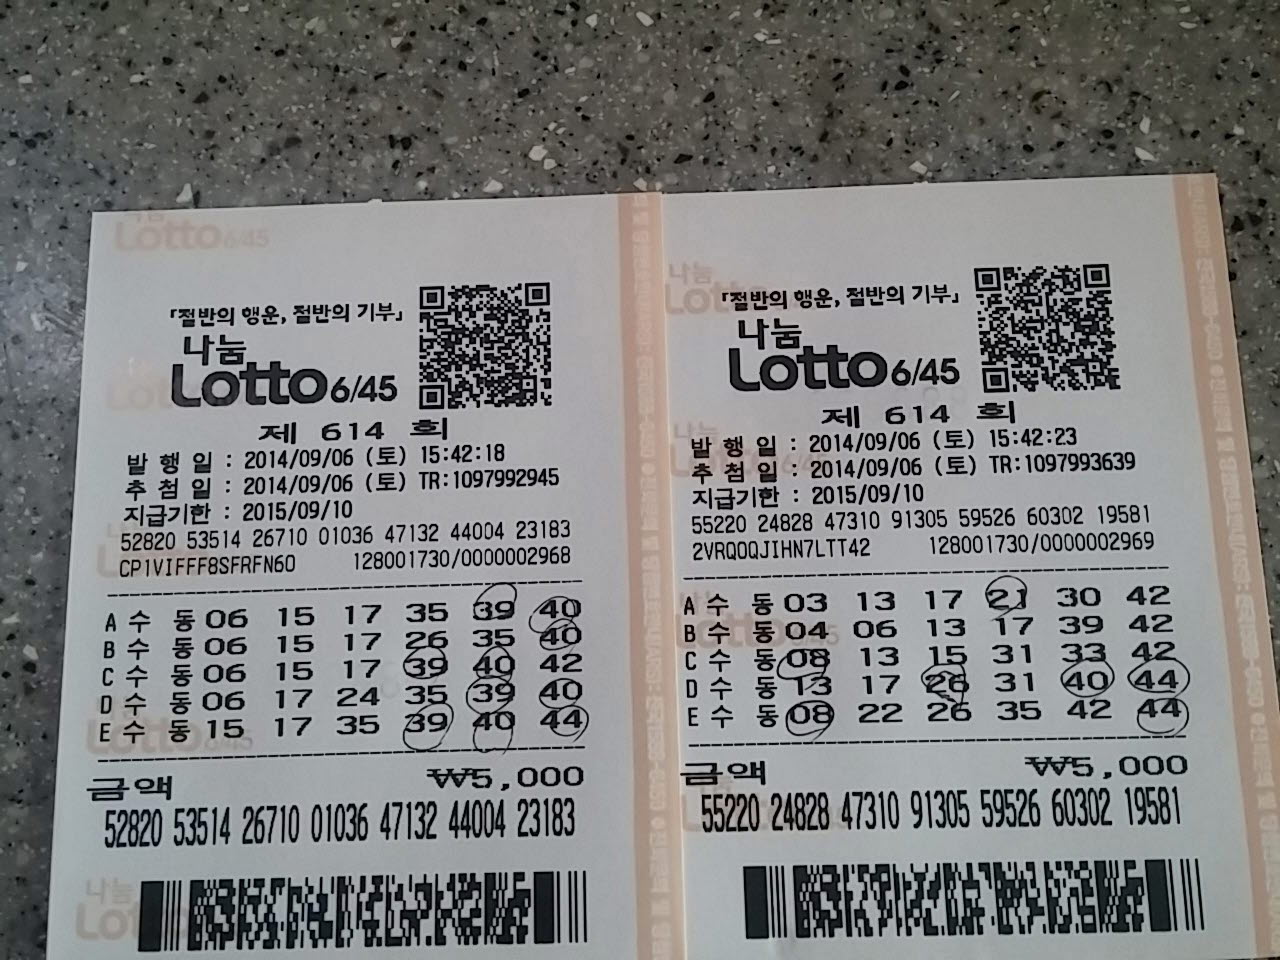 「절반의 행운, 절반의 기부」
나눔
Lotto 6/45
제 614 회
발 행 일 : 2014/09/06 (토) 15:42:18
추 첨 일 : 2014/09/06 (토) TR:1097992945
지급기한 : 2015/09/10
52820 53514 26710 01036 47132 44004 23183
CP1VIFFF8SFRFN60 128001730/0000002968
A 수 동 06 15 17 35 39 40
B 수 동 06 15 17 26 35 40
C 수 동 06 15 17 39 40 42
D 수 동 06 17 24 35 39 40
E 수 동 15 17 35 39 40 44
금액 ₩5,000
52820 53514 26710 01036 47132 44004 23183
「절반의 행운, 절반의 기부」
나눔
Lotto 6/45
제 614 회
발 행 일 : 2014/09/06 (토) 15:42:23
추 첨 일 : 2014/09/06 (토) TR:1097993639
지급기한 : 2015/09/10
55220 24828 47310 91305 59526 60302 19581
2VRQ0QJIHN7LTT42 128001730/0000002969
A 수 동 03 13 17 21 30 42
B 수 동 04 06 13 17 39 42
C 수 동 08 13 15 31 33 42
D 수 동 13 17 26 31 40 44
E 수 동 08 22 26 35 42 44
금액 ₩5,000
55220 24828 47310 91305 59526 60302 19581